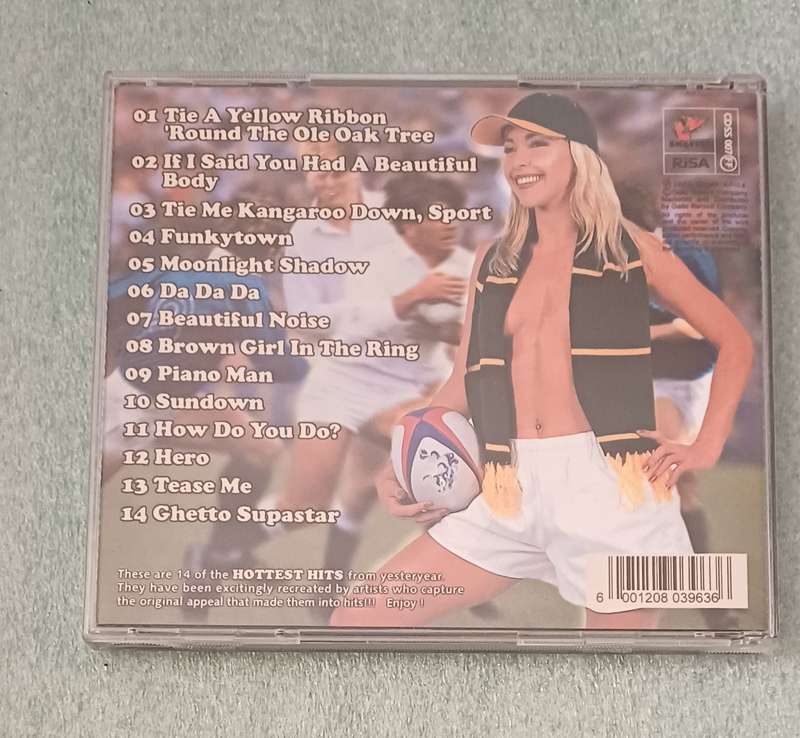 01 Tie A Yellow Ribbon
'Round The Ole Oak Tree
02 If I Said You Had A Beautiful
Body
03 Tie Me Kangaroo Down, Sport
04 Funkytown
05 Moonlight Shadow
06 Da Da Da
07 Beautiful Noise
08 Brown Girl In The Ring
09 Piano Man
10 Sundown
11 How Do You Do?
12 Hero
13 Tease Me
14 Ghetto Supastar
These are 14 of the HOTTEST HITS from yesteryear.
They have been excitingly recreated by artists who capture
the original appeal that made them into hits!!! Enjoy !
RiSA
6 001208 039636